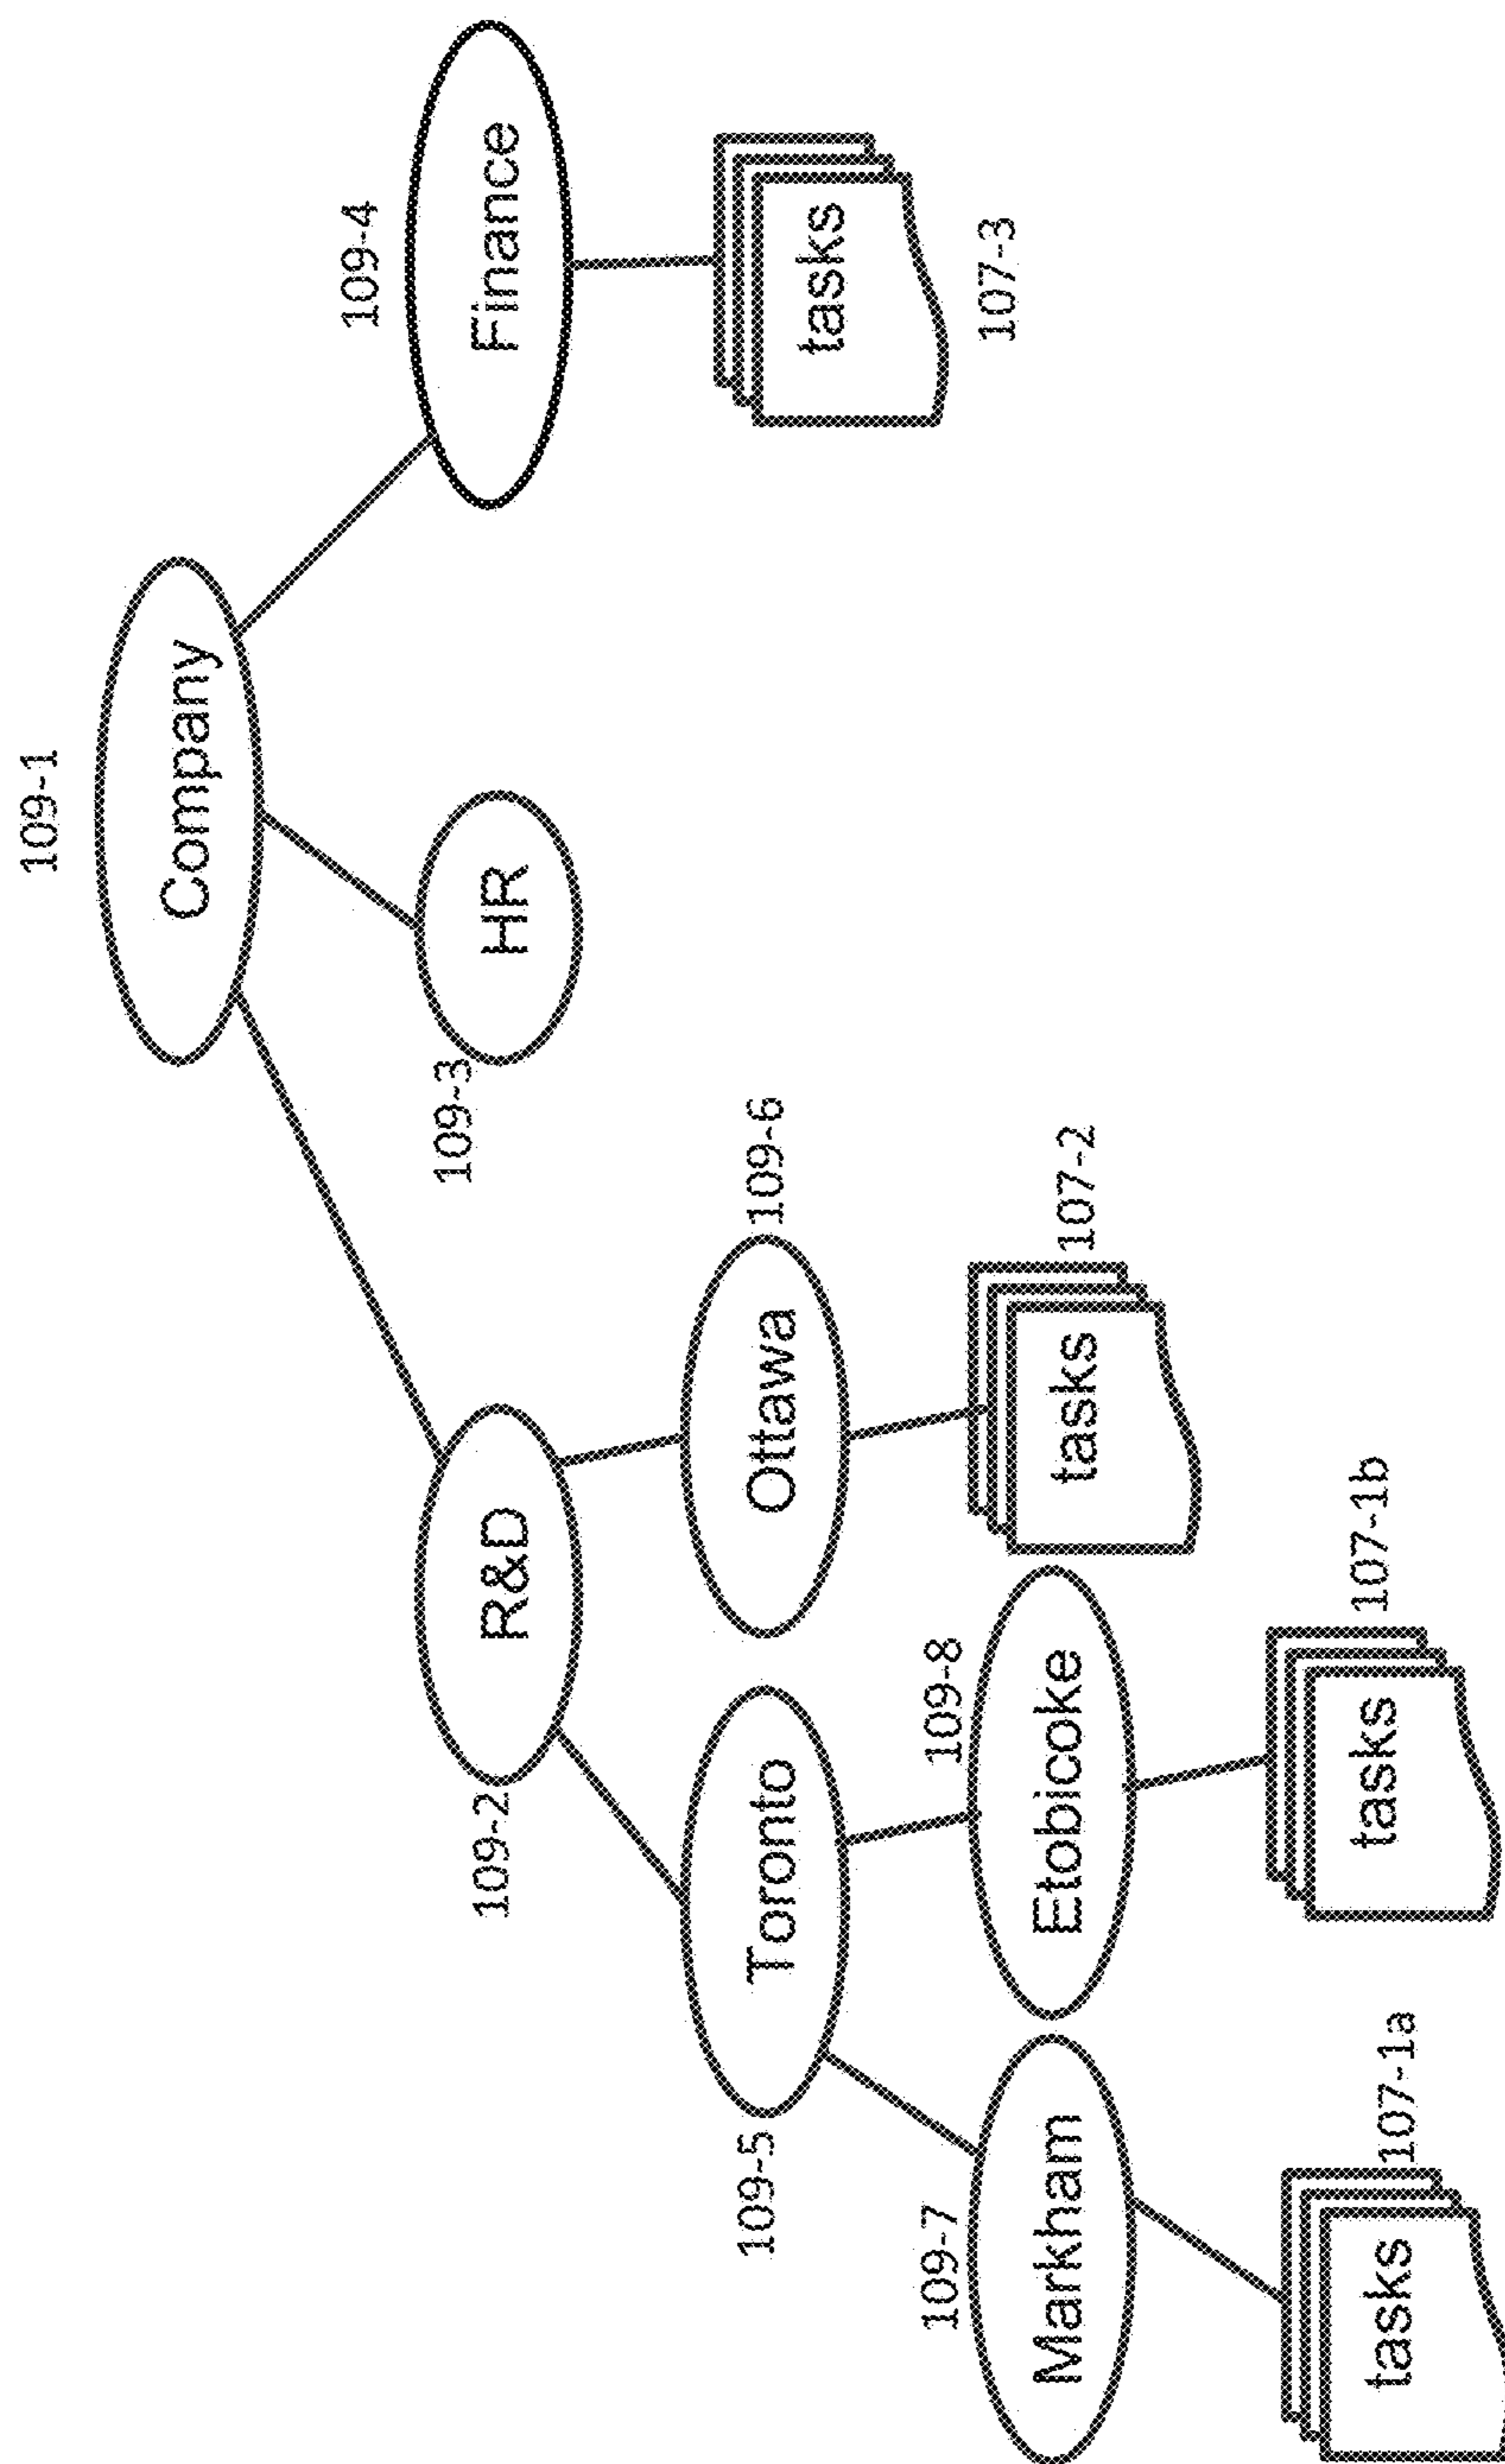 109-1
Company
109-4
Finance
109-3
HR
109-2
R&D
tasks
107-3
109-5
Toronto
Ottawa
109-6
109-7
Markham
109-8
Etobicoke
tasks
107-2
tasks
107-1a
tasks
107-1b